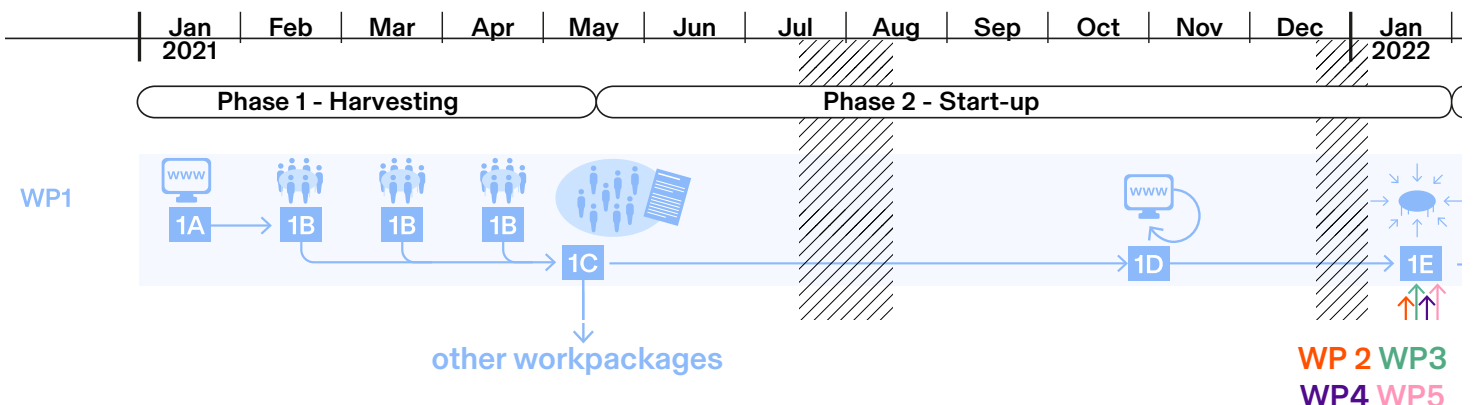 Jan Feb Mar Apr May Jun Jul Aug Sep Oct Nov Dec Jan
2021 2022
Phase 1 - Harvesting Phase 2 - Start-up
www
www
WP1
1A 1B 1B 1B
1C 1D 1E
other workpackages
WP 2 WP3
WP4 WP5